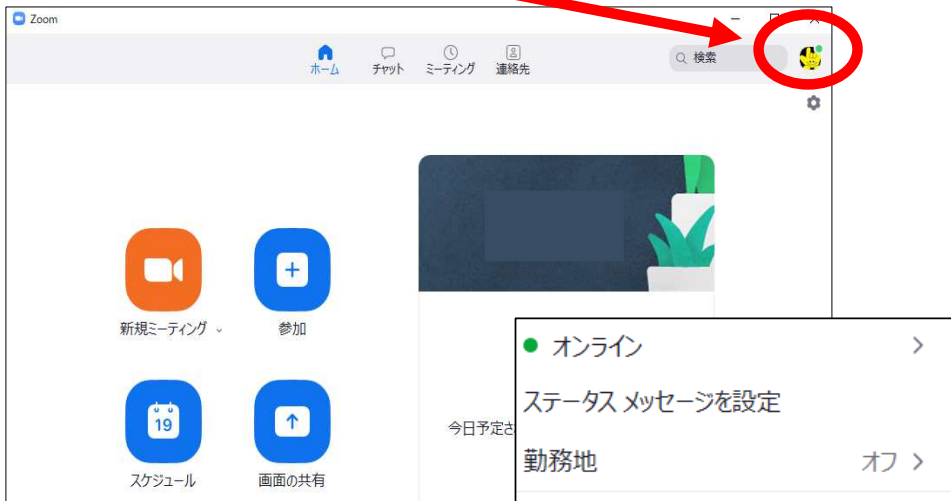 Zoom
ホーム
チャット
ミーティング
連絡先
検索
新規ミーティング
参加
19
スケジュール
画面の共有
今日予定さ
オンライン
ステータス メッセージを設定
勤務地 オフ